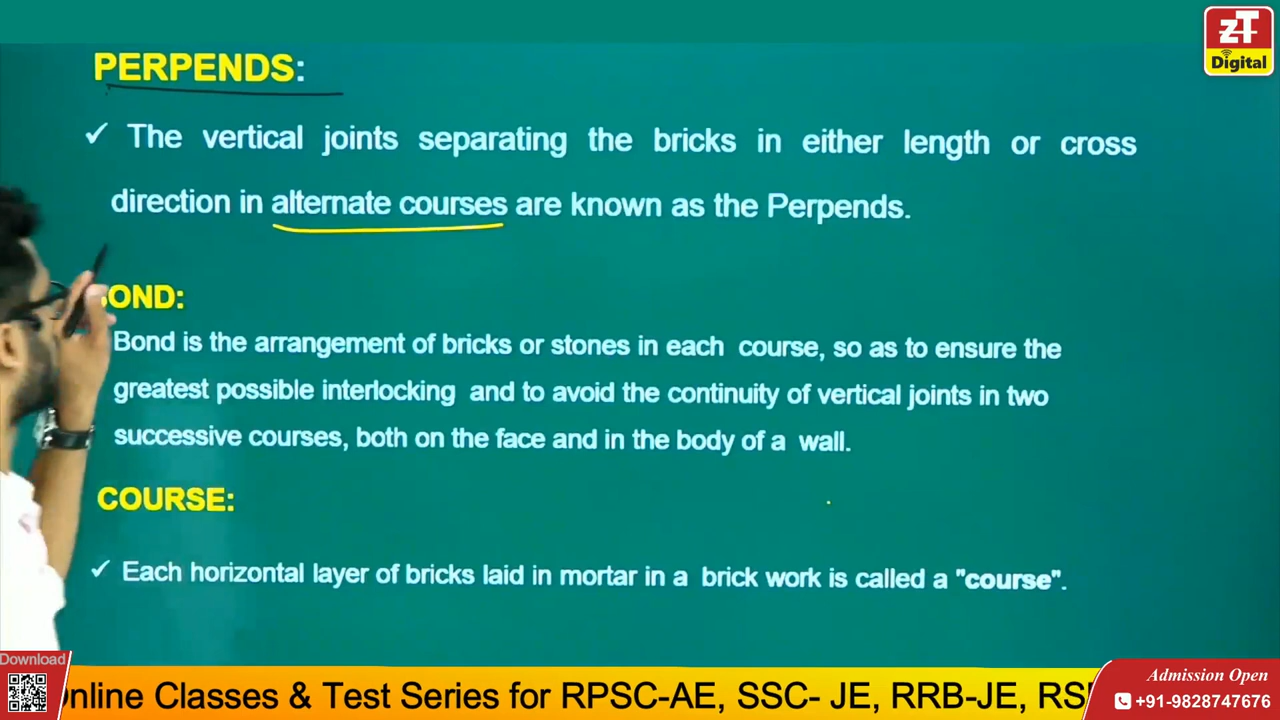 zT
Digital
PERPENDS:
✓ The vertical joints separating the bricks in either length or cross
direction in alternate courses are known as the Perpends.
OND:
Bond is the arrangement of bricks or stones in each course, so as to ensure the
greatest possible interlocking and to avoid the continuity of vertical joints in two
successive courses, both on the face and in the body of a wall.
COURSE:
✓ Each horizontal layer of bricks laid in mortar in a brick work is called a "course".
Download
nline Classes & Test Series for RPSC-AE, SSC- JE, RRB-JE, RS
Admission Open
+91-9828747676